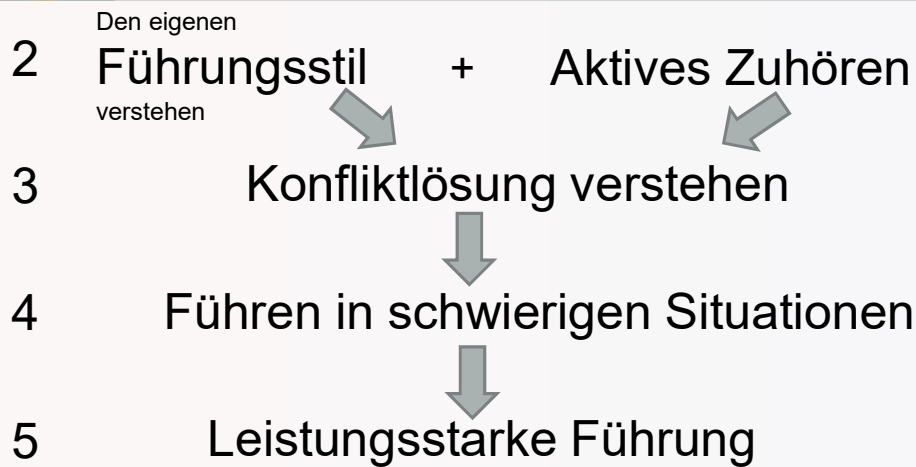 Den eigenen
2 Führungsstil + Aktives Zuhören
verstehen
3 Konfliktlösung verstehen
4 Führen in schwierigen Situationen
5 Leistungsstarke Führung